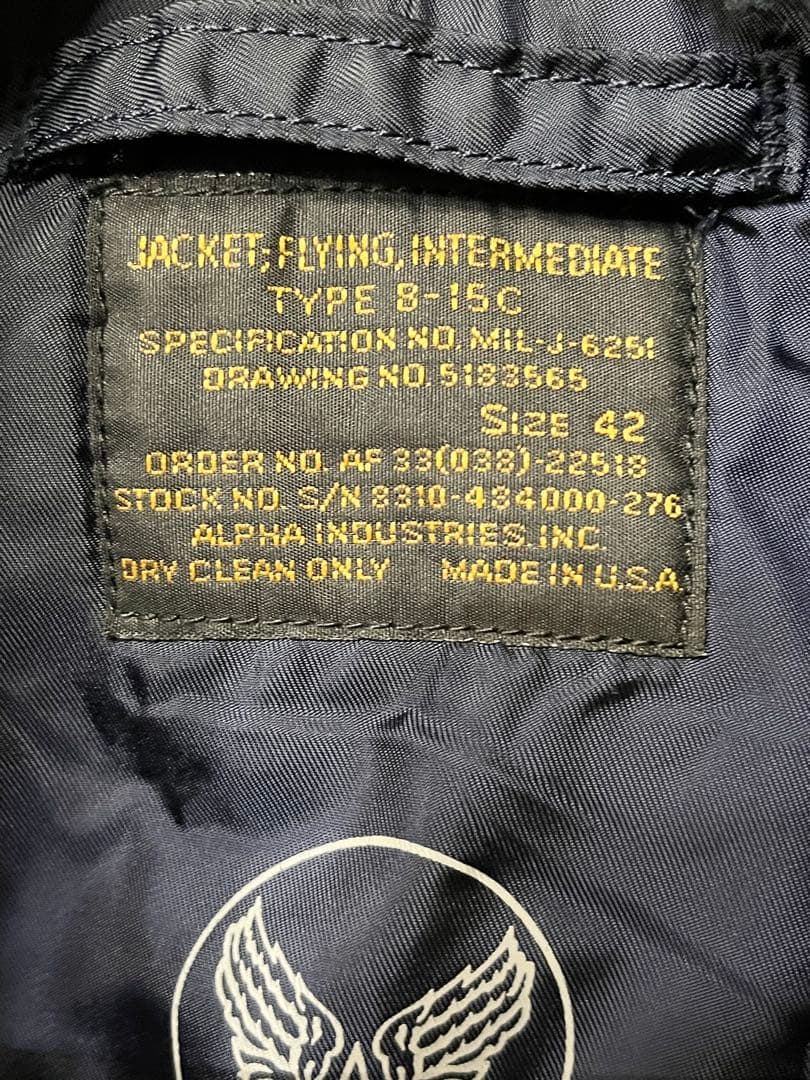 JACKET, FLYING, INTERMEDIATE
TYPE B-15C
SPECIFICATION NO. MIL-J-6251
DRAWING NO. 5183565
SIZE 42
ORDER NO. AF 33(038)-22518
STOCK NO. S/N 8310-484000-276
ALPHA INDUSTRIES. INC.
DRY CLEAN ONLY MADE IN U.S.A.